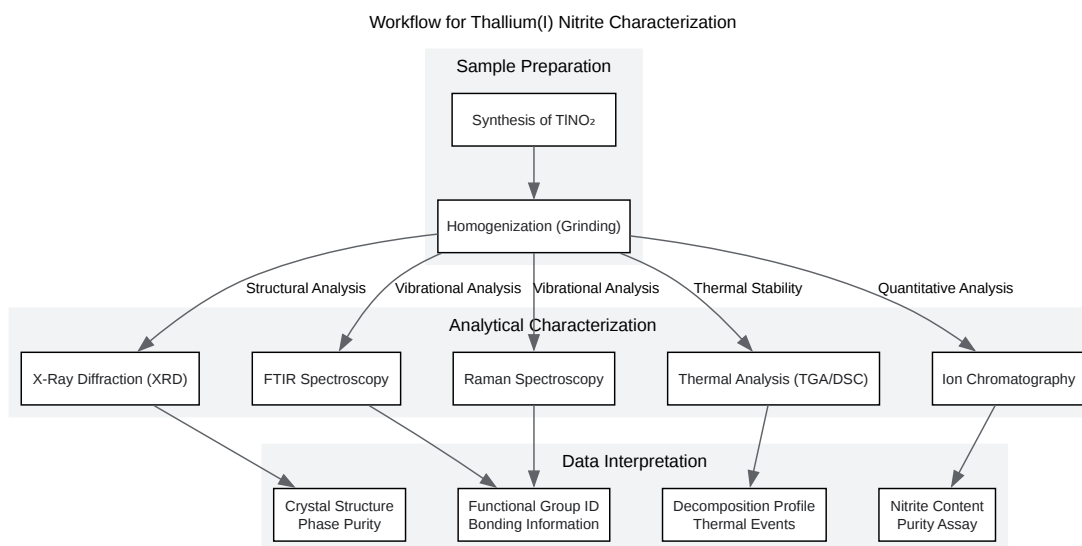 Workflow for Thallium(I) Nitrite Characterization
Sample Preparation
Synthesis of TlNO₂
Homogenization (Grinding)
Structural Analysis
Vibrational Analysis
Vibrational Analysis
Thermal Stability
Quantitative Analysis
Analytical Characterization
X-Ray Diffraction (XRD)
FTIR Spectroscopy
Raman Spectroscopy
Thermal Analysis (TGA/DSC)
Ion Chromatography
Data Interpretation
Crystal Structure
Phase Purity
Functional Group ID
Bonding Information
Decomposition Profile
Thermal Events
Nitrite Content
Purity Assay